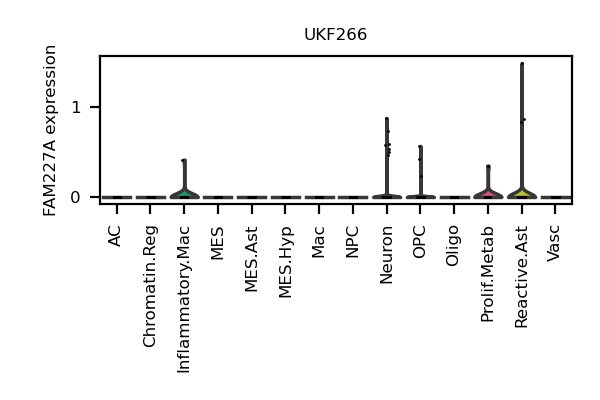 UKF266
FAM227A expression
1
0
AC
Chromatin.Reg
Inflammatory.Mac
MES
MES.Ast
MES.Hyp
Mac
NPC
Neuron
OPC
Oligo
Prolif.Metab
Reactive.Ast
Vasc